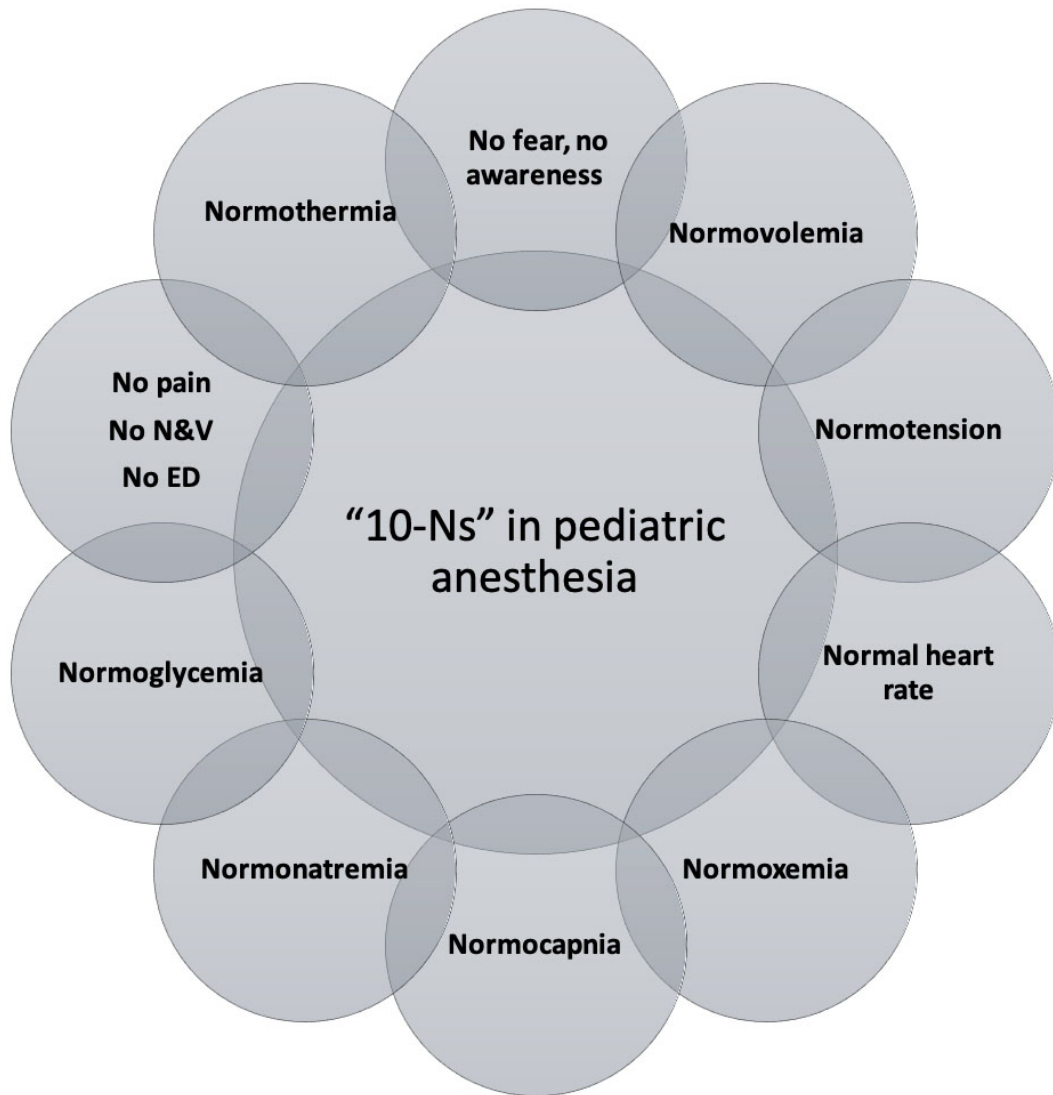 No fear, no
awareness
Normovolemia
Normotension
Normal heart
rate
Normoxemia
Normocapnia
Normonatremia
Normoglycemia
No pain
No N&V
No ED
Normothermia
“10-Ns” in pediatric
anesthesia